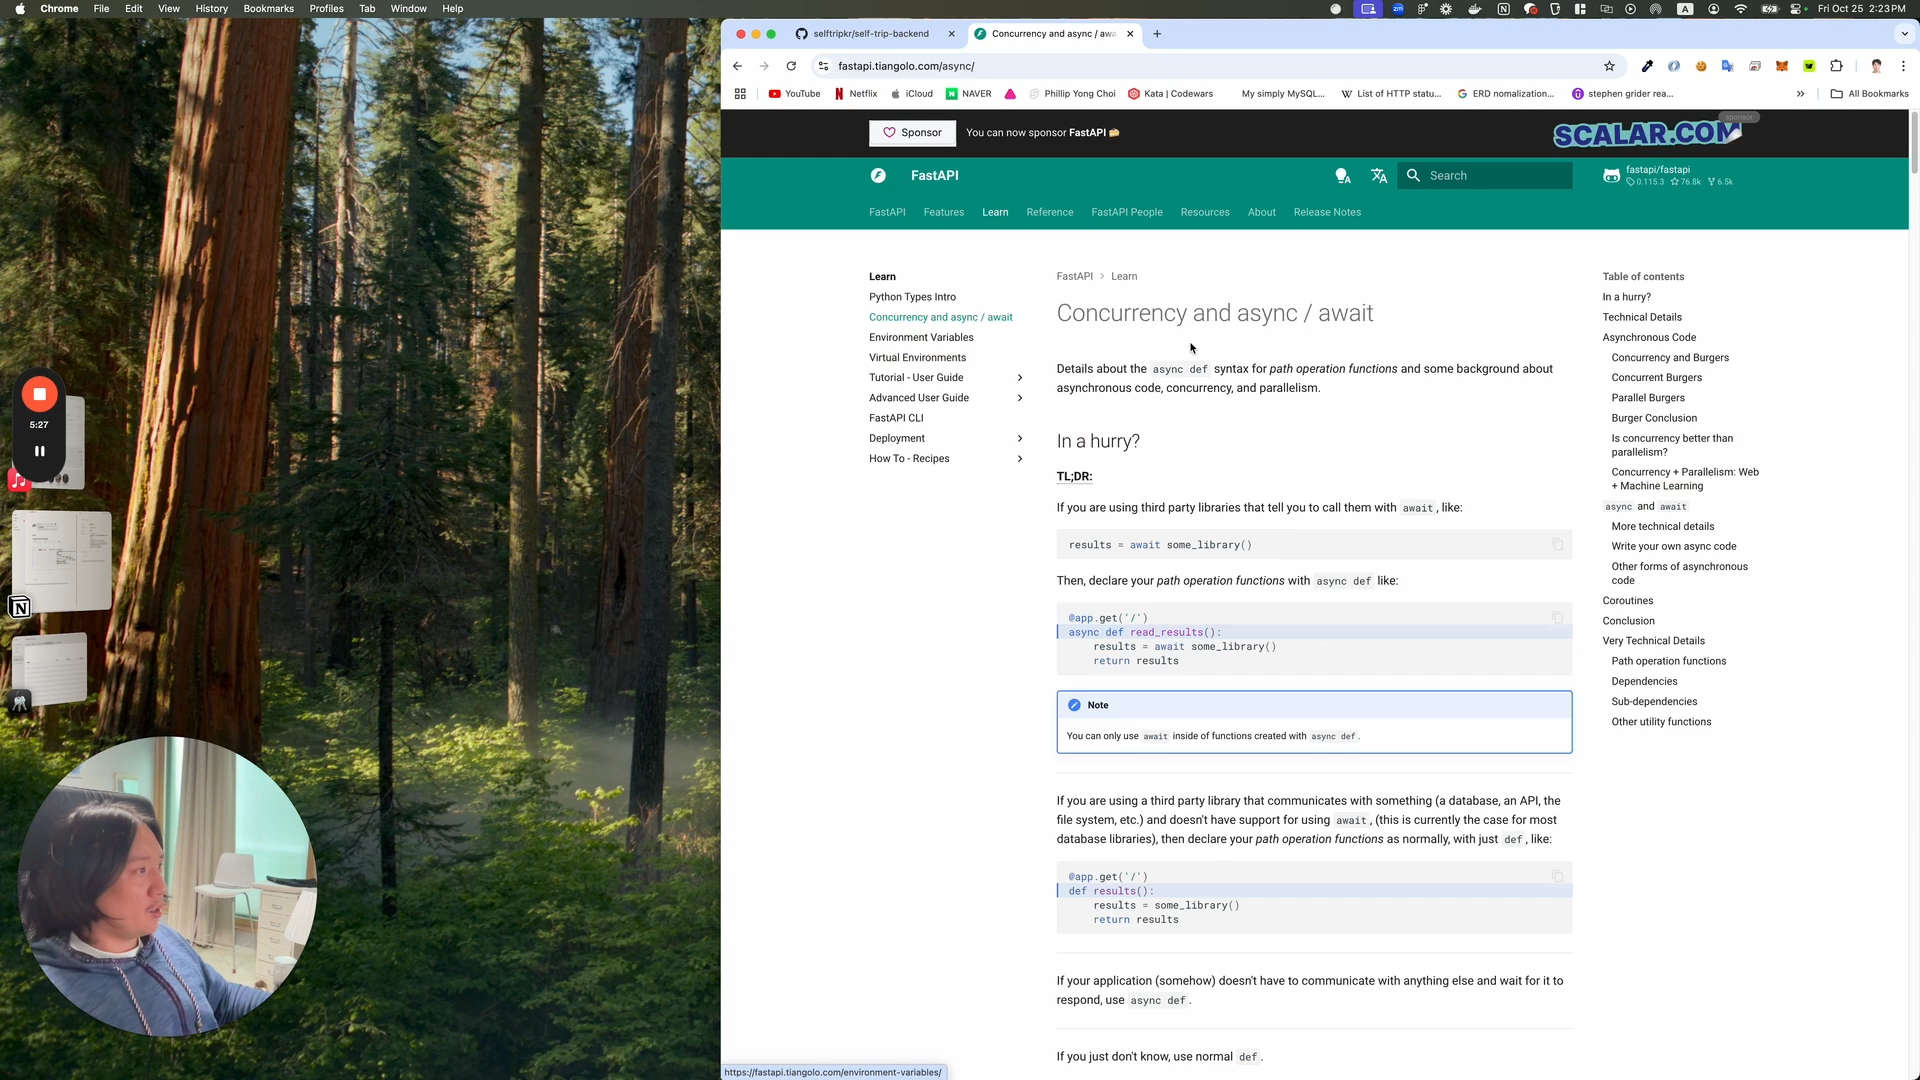 Chrome File Edit View History Bookmarks Profiles Tab Window Help
Fri Oct 25 2:23 PM
selftripkr/self-trip-backend
Concurrency and async / awa
fastapi.tiangolo.com/async/
YouTube Netflix iCloud NAVER Phillip Yong Choi Kata | Codewars My simply MySQL... List of HTTP statu... ERD nomalization... stephen grider rea... All Bookmarks
Sponsor
You can now sponsor FastAPI
sponsor
SCALAR.COM
FastAPI
Search
fastapi/fastapi
0.115.3 76.8k 6.5k
FastAPI Features Learn Reference FastAPI People Resources About Release Notes
Learn
Python Types Intro
Concurrency and async / await
Environment Variables
Virtual Environments
Tutorial - User Guide
Advanced User Guide
FastAPI CLI
Deployment
How To - Recipes
FastAPI > Learn
Concurrency and async / await
Details about the async def syntax for path operation functions and some background about
asynchronous code, concurrency, and parallelism.
In a hurry?
TL;DR:
If you are using third party libraries that tell you to call them with await, like:
results = await some_library()
Then, declare your path operation functions with async def like:
@app.get('/')
async def read_results():
    results = await some_library()
    return results
Note
You can only use await inside of functions created with async def.
If you are using a third party library that communicates with something (a database, an API, the
file system, etc.) and doesn't have support for using await, (this is currently the case for most
database libraries), then declare your path operation functions as normally, with just def, like:
@app.get('/')
def results():
    results = some_library()
    return results
If your application (somehow) doesn't have to communicate with anything else and wait for it to
respond, use async def.
If you just don't know, use normal def.
Table of contents
In a hurry?
Technical Details
Asynchronous Code
Concurrency and Burgers
Concurrent Burgers
Parallel Burgers
Burger Conclusion
Is concurrency better than
parallelism?
Concurrency + Parallelism: Web
+ Machine Learning
async and await
More technical details
Write your own async code
Other forms of asynchronous
code
Coroutines
Conclusion
Very Technical Details
Path operation functions
Dependencies
Sub-dependencies
Other utility functions
5:27
https://fastapi.tiangolo.com/environment-variables/